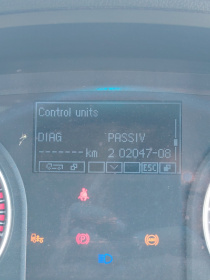 Control units
DIAG PASSIV
------- km 2 02047-08
ESC